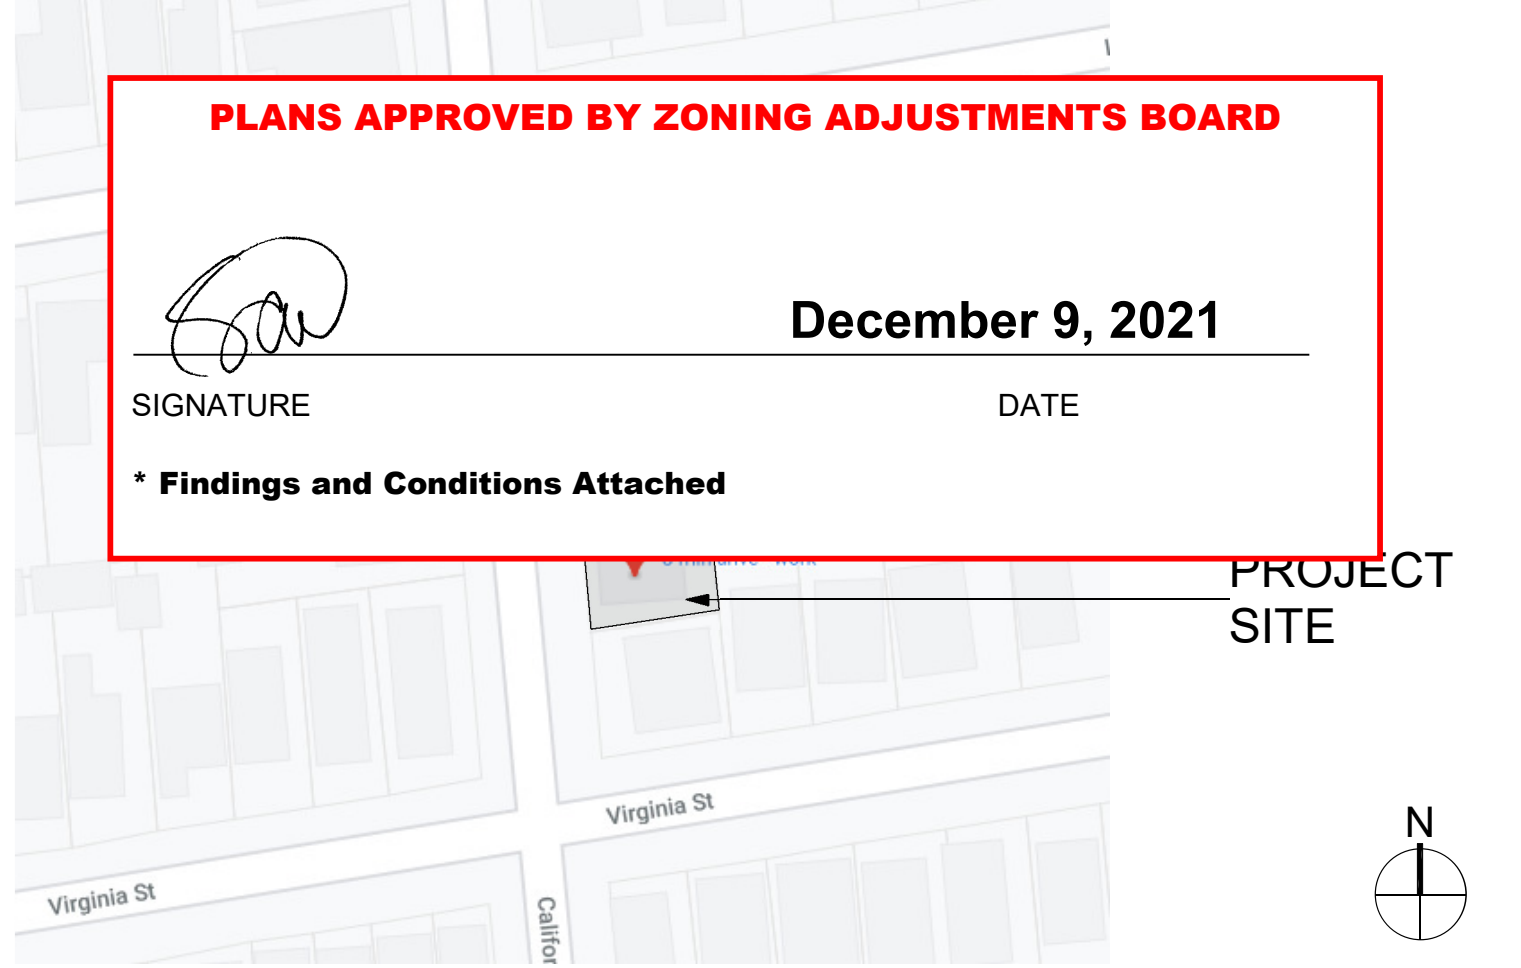 PLANS APPROVED BY ZONING ADJUSTMENTS BOARD
December 9, 2021
SIGNATURE DATE
* Findings and Conditions Attached
PROJECT
SITE
Virginia St
N
Virginia St
Califor